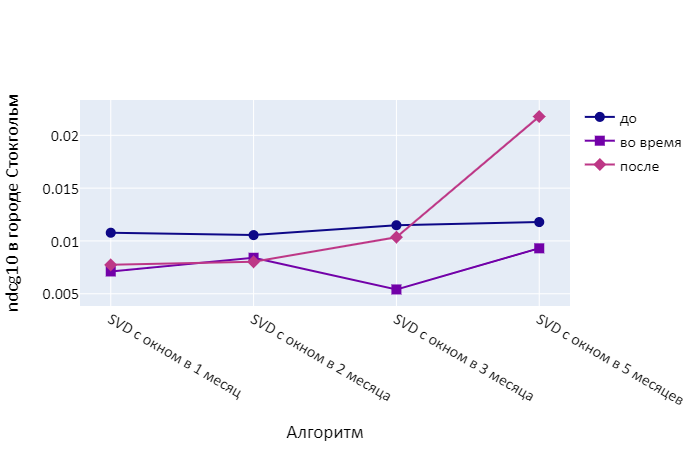 ndcg10 в городе Стокгольм
0.02
0.015
0.01
0.005
до
во время
после
SVD с окном в 1 месяц
SVD с окном в 2 месяца
SVD с окном в 3 месяца
SVD с окном в 5 месяцев
Алгоритм